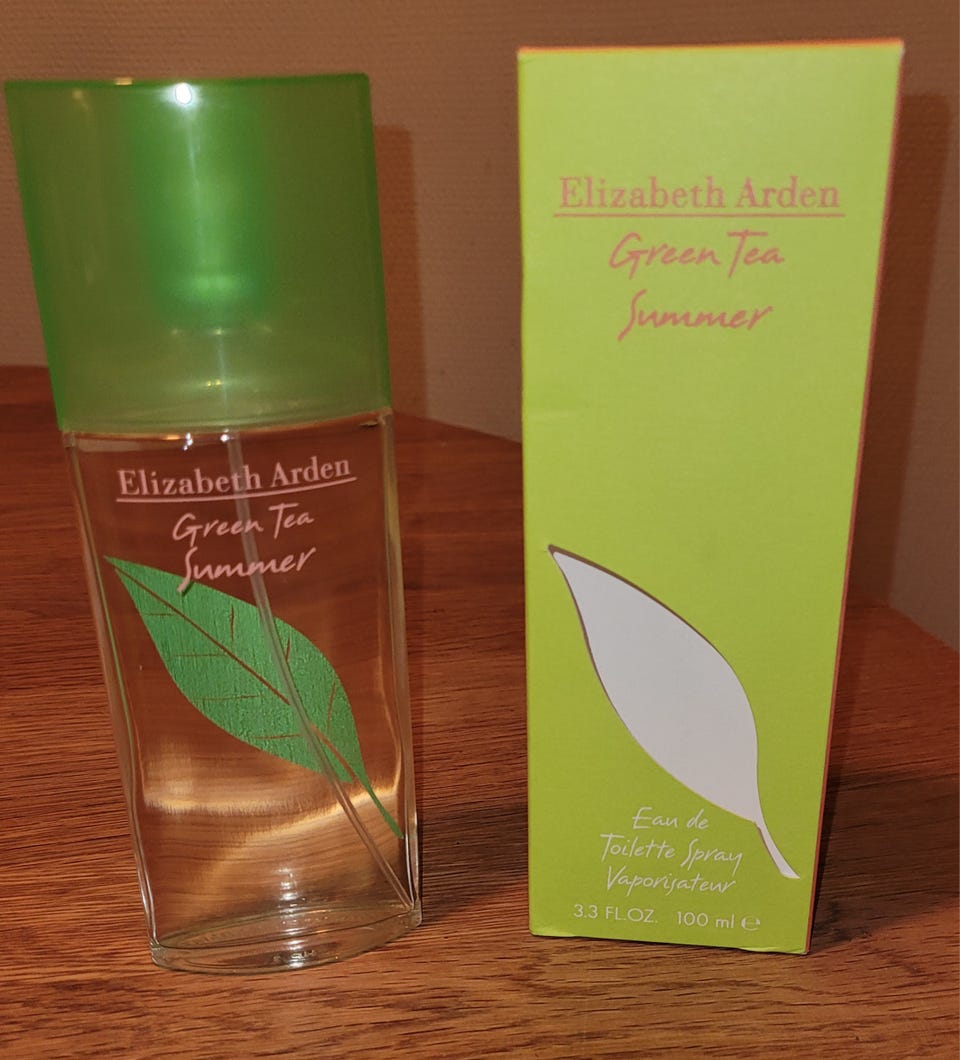 Elizabeth Arden
Green Tea
Summer
Elizabeth Arden
Green Tea
Summer
Eau de
Toilette Spray
Vaporisateur
3.3 FL.OZ. 100 ml ℮